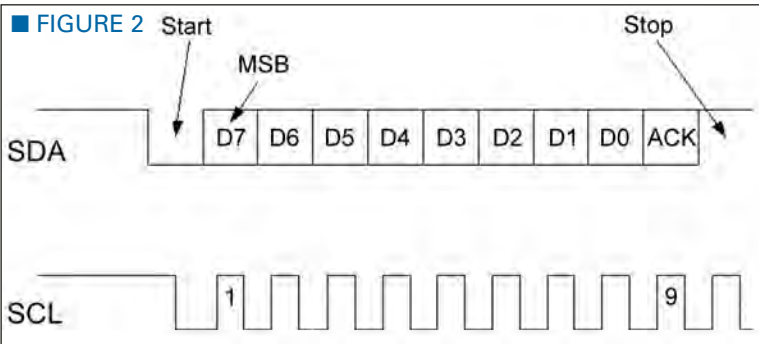 ■ FIGURE 2
Start
Stop
MSB
SDA
D7 D6 D5 D4 D3 D2 D1 D0 ACK
SCL
1
9